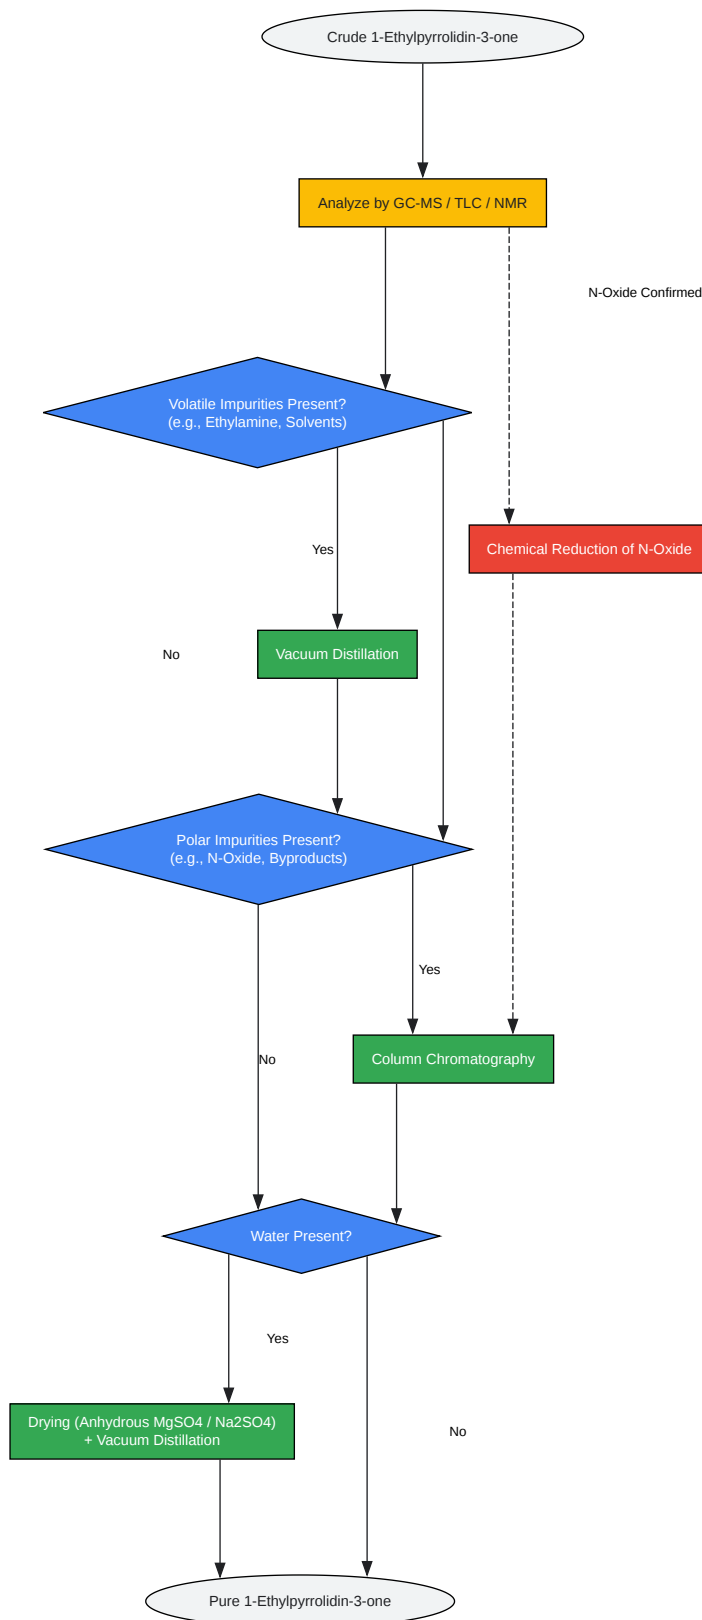 Crude 1-Ethylpyrrolidin-3-one
Analyze by GC-MS / TLC / NMR
N-Oxide Confirmed
Volatile Impurities Present?
(e.g., Ethylamine, Solvents)
Yes
Chemical Reduction of N-Oxide
No
Vacuum Distillation
Polar Impurities Present?
(e.g., N-Oxide, Byproducts)
Yes
No
Column Chromatography
Water Present?
Yes
Drying (Anhydrous MgSO4 / Na2SO4)
+ Vacuum Distillation
No
Pure 1-Ethylpyrrolidin-3-one